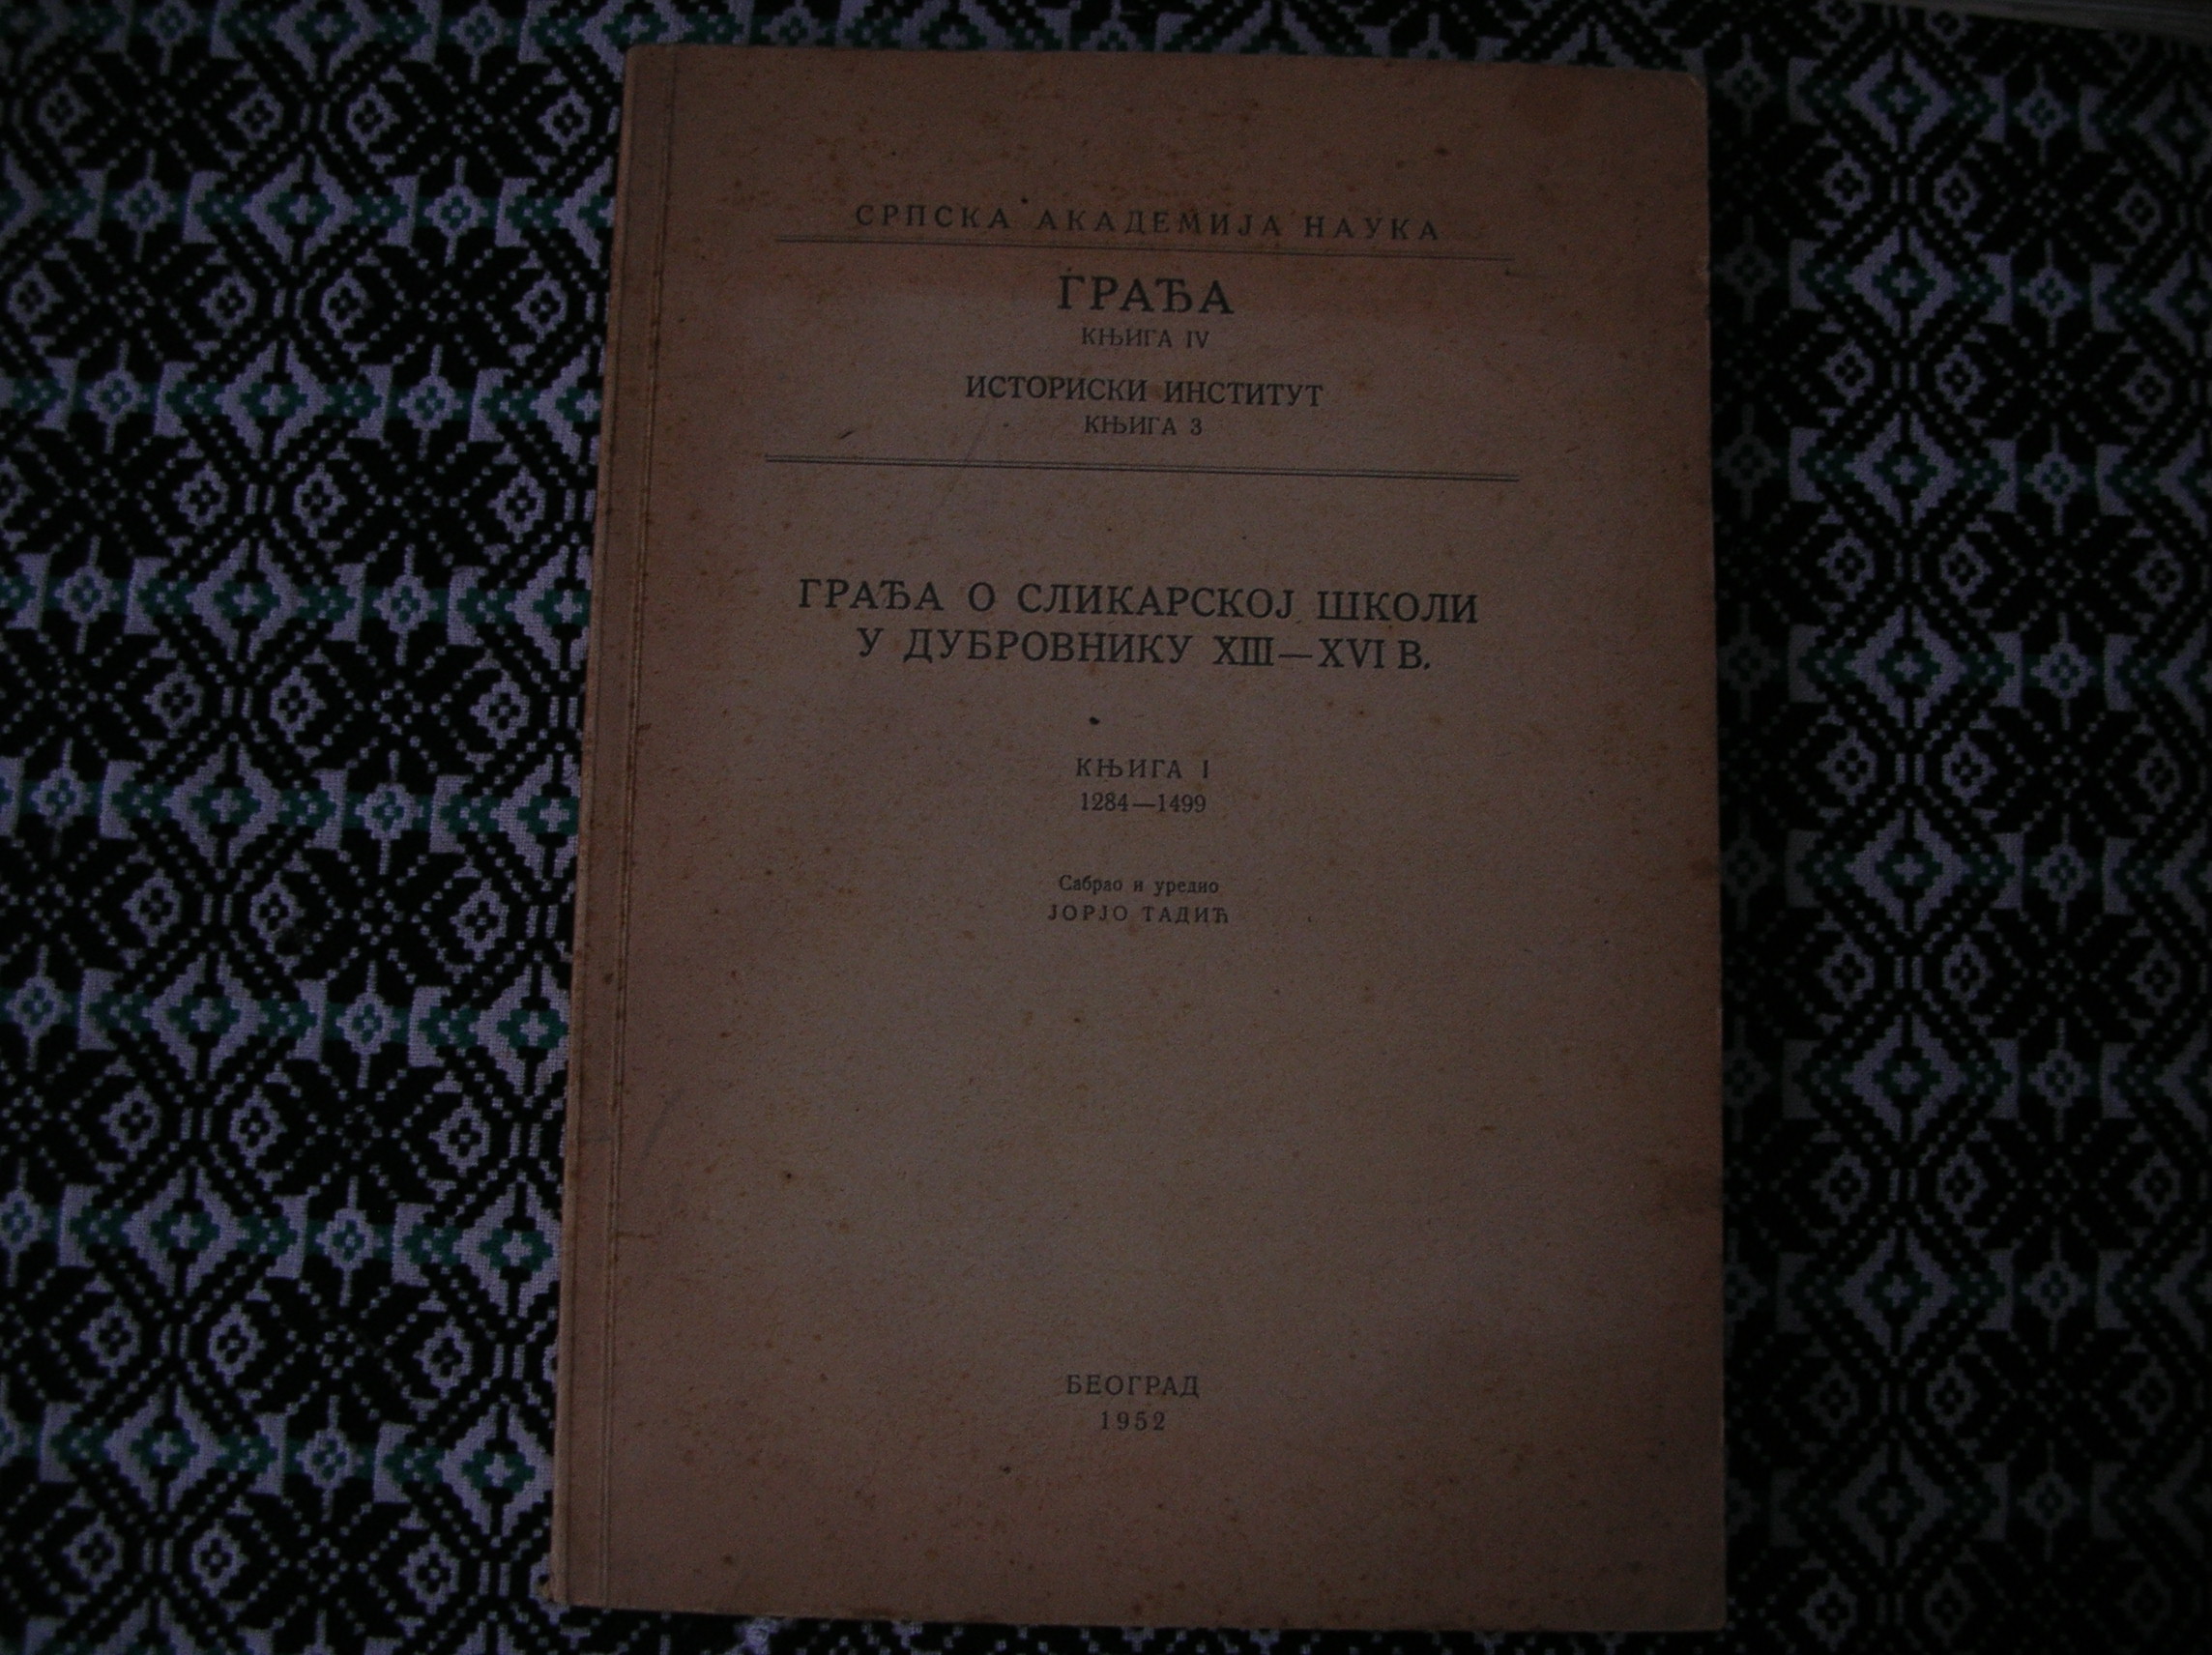 СРПСКА АКАДЕМИЈА НАУКА
ГРАЂА
КЊИГА IV
ИСТОРИСКИ ИНСТИТУТ
КЊИГА 3
ГРАЂА О СЛИКАРСКОЈ ШКОЛИ
У ДУБРОВНИКУ XIII—XVI В.
КЊИГА I
1284—1499
Сабрао и уредио
ЈОРЈО ТАДИЋ
БЕОГРАД
1952